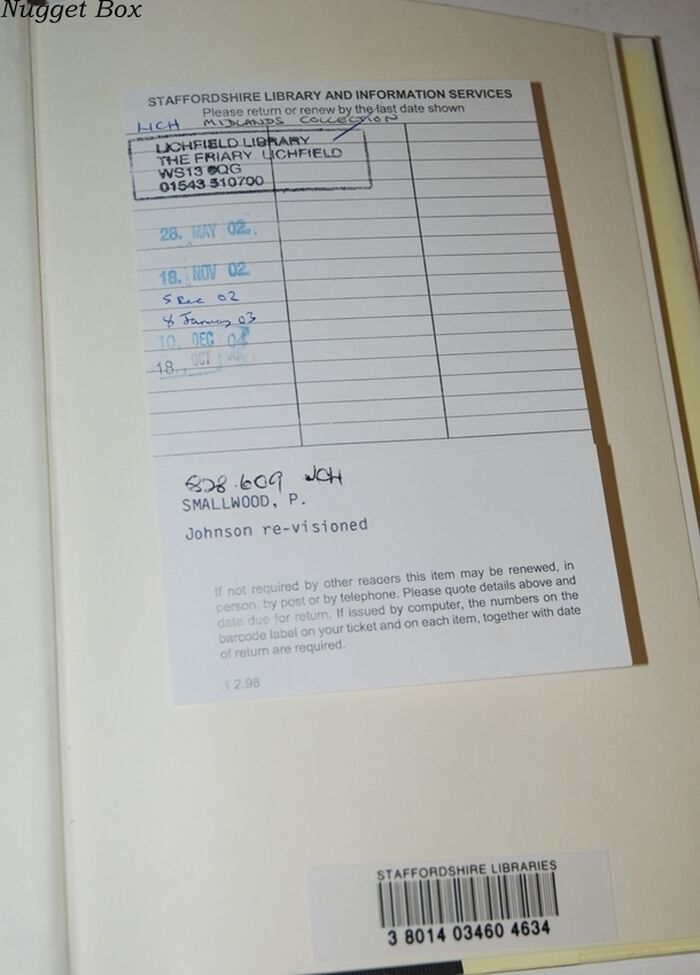 Nugget Box
STAFFORDSHIRE LIBRARY AND INFORMATION SERVICES
Please return or renew by the last date shown
LICH MIDLANDS COLLECTION
LICHFIELD LIBRARY
THE FRIARY LICHFIELD
WS13 6QG
01543 510700
28. MAY 02.
18. NOV 02.
5 Dec 02
8 January 03
10. DEC
18. OCT
828.609 JOH
SMALLWOOD, P.
Johnson re-visioned
If not required by other readers this item may be renewed, in
person, by post or by telephone. Please quote details above and
date due for return. If issued by computer, the numbers on the
barcode label on your ticket and on each item, together with date
of return are required.
12.98
STAFFORDSHIRE LIBRARIES
3 8014 03460 4634